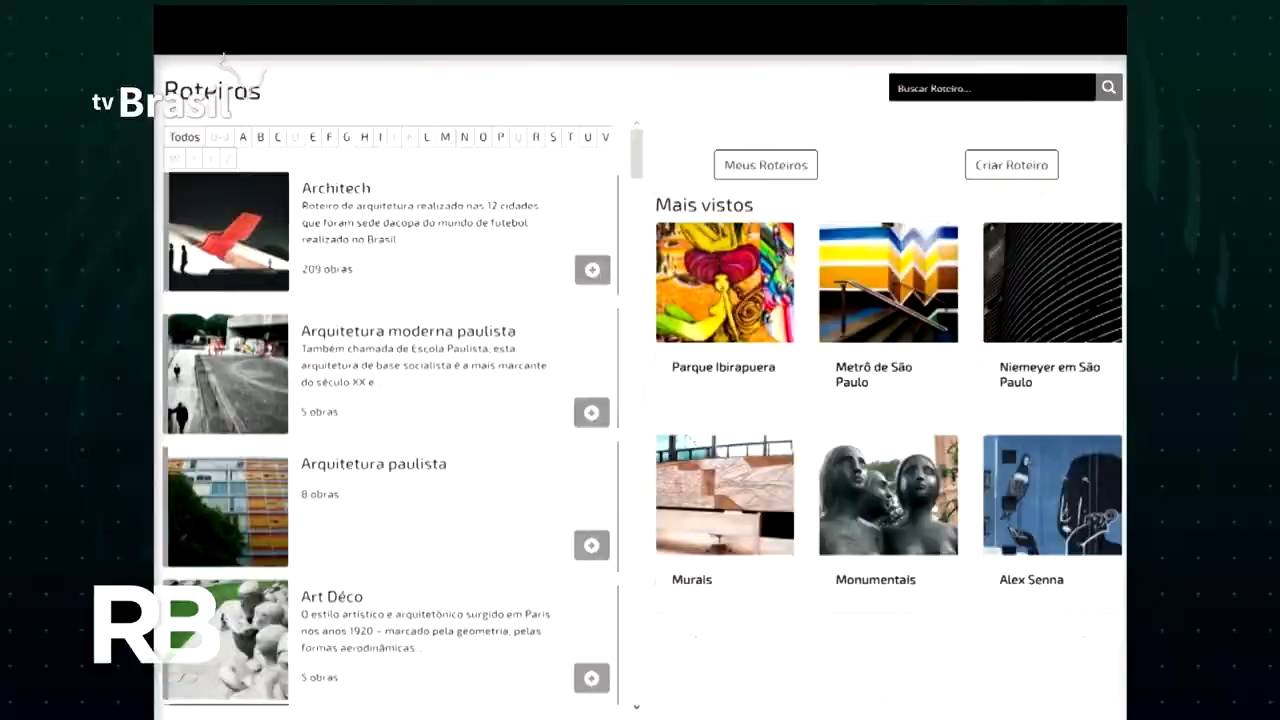 tv Brasil
Roteiros
Buscar Roteiro...
Todos 0-9 A B C D E F G H I L M N O P Q R S T U V
W Z
Meus Roteiros
Criar Roteiro
Architech
Roteiro de arquitetura realizado nas 12 cidades
que foram sede dacopa do mundo de futebol
realizado no Brasil
209 obras
Arquitetura moderna paulista
Também chamada de Escola Paulista, esta
arquitetura de base socialista é a mais marcante
do século XX e
5 obras
Arquitetura paulista
8 obras
Art Déco
O estilo artístico e arquitetônico surgido em Paris
nos anos 1920 – marcado pela geometria, pelas
formas aerodinâmicas...
5 obras
Mais vistos
Parque Ibirapuera
Metrô de São
Paulo
Niemeyer em São
Paulo
Murais
Monumentais
Alex Senna
RB